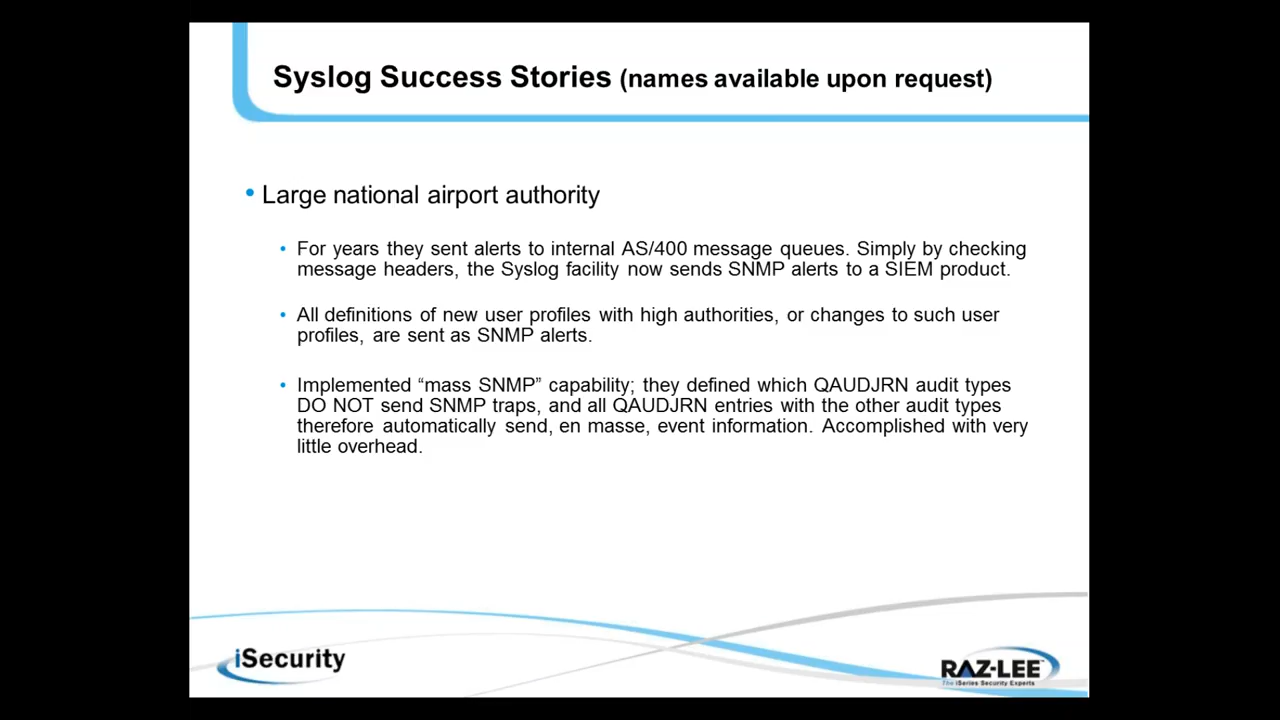 Syslog Success Stories (names available upon request)
• Large national airport authority
• For years they sent alerts to internal AS/400 message queues. Simply by checking
message headers, the Syslog facility now sends SNMP alerts to a SIEM product.
• All definitions of new user profiles with high authorities, or changes to such user
profiles, are sent as SNMP alerts.
• Implemented “mass SNMP” capability; they defined which QAUDJRN audit types
DO NOT send SNMP traps, and all QAUDJRN entries with the other audit types
therefore automatically send, en masse, event information. Accomplished with very
little overhead.
iSecurity
RAZ-LEE™
The iSeries Security Experts